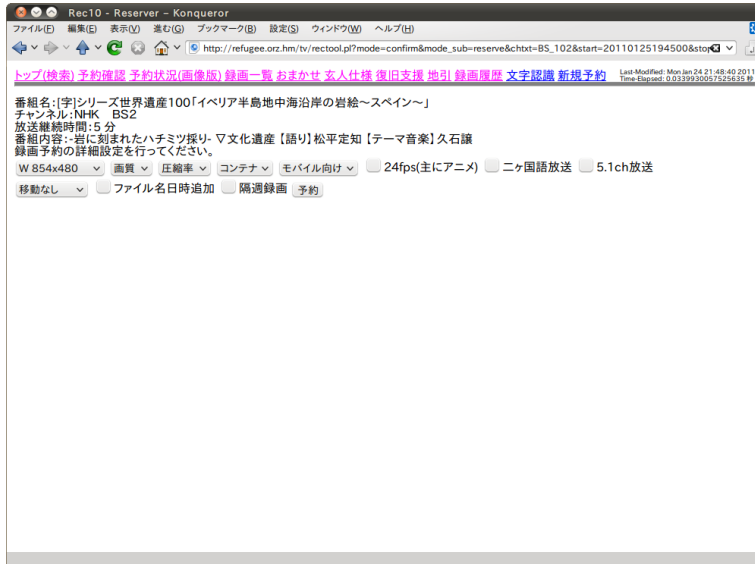 Rec10 - Reserver – Konqueror
ファイル(F) 編集(E) 表示(V) 進む(G) ブックマーク(B) 設定(S) ウィンドウ(W) ヘルプ(H)
http://refugee.orz.hm/tv/rectool.pl?mode=confirm&mode_sub=reserve&chtxt=BS_102&start=20110125194500&stop
トップ(検索) 予約確認 予約状況(画像版) 録画一覧 おまかせ 玄人仕様 復旧支援 地引 録画履歴 文字認識 新規予約
Last-Modified: Mon Jan 24 21:48:40 2011
Time-Elapsed: 0.0339930057525635 秒
番組名:[字]シリーズ世界遺産100「イベリア半島地中海沿岸の岩絵～スペイン～」
チャンネル:NHK BS2
放送継続時間:5 分
番組内容:-岩に刻まれたハチミツ採り- ▽文化遺産 【語り】松平定知 【テーマ音楽】久石譲
録画予約の詳細設定を行ってください。
W 854x480 画質 圧縮率 コンテナ モバイル向け 24fps(主にアニメ) 二ヶ国語放送 5.1ch放送
移動なし ファイル名日時追加 隔週録画 予約